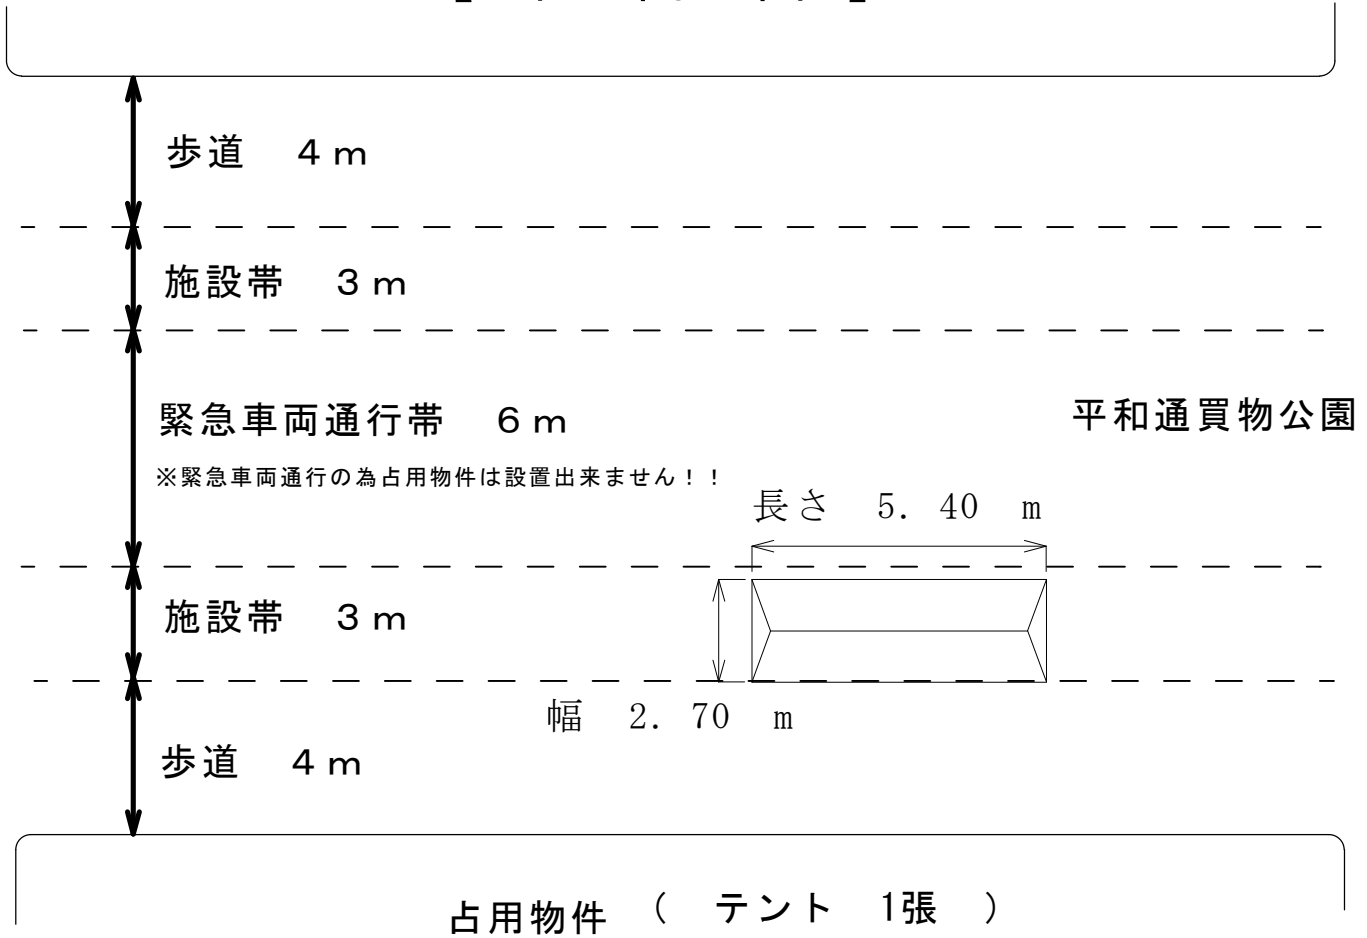 歩道　４ｍ
施設帯　３ｍ
緊急車両通行帯　６ｍ
平和通買物公園
※緊急車両通行の為占用物件は設置出来ません！！
長さ　5.40　m
施設帯　３ｍ
幅　2.70　m
歩道　４ｍ
占用物件　（　テント　1張　）